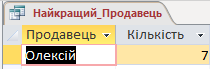 Найкращий_Продавець
Продавець Кількість
Олексій 7